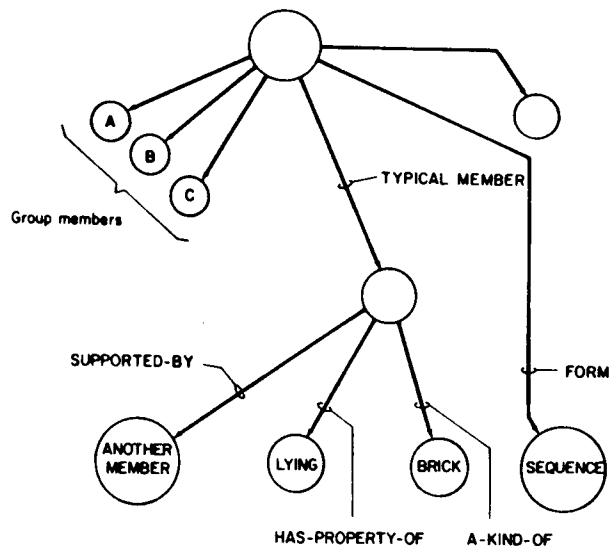 A
B
C
Group members
TYPICAL MEMBER
SUPPORTED-BY
FORM
ANOTHER
MEMBER
LYING
BRICK
SEQUENCE
HAS-PROPERTY-OF
A-KIND-OF